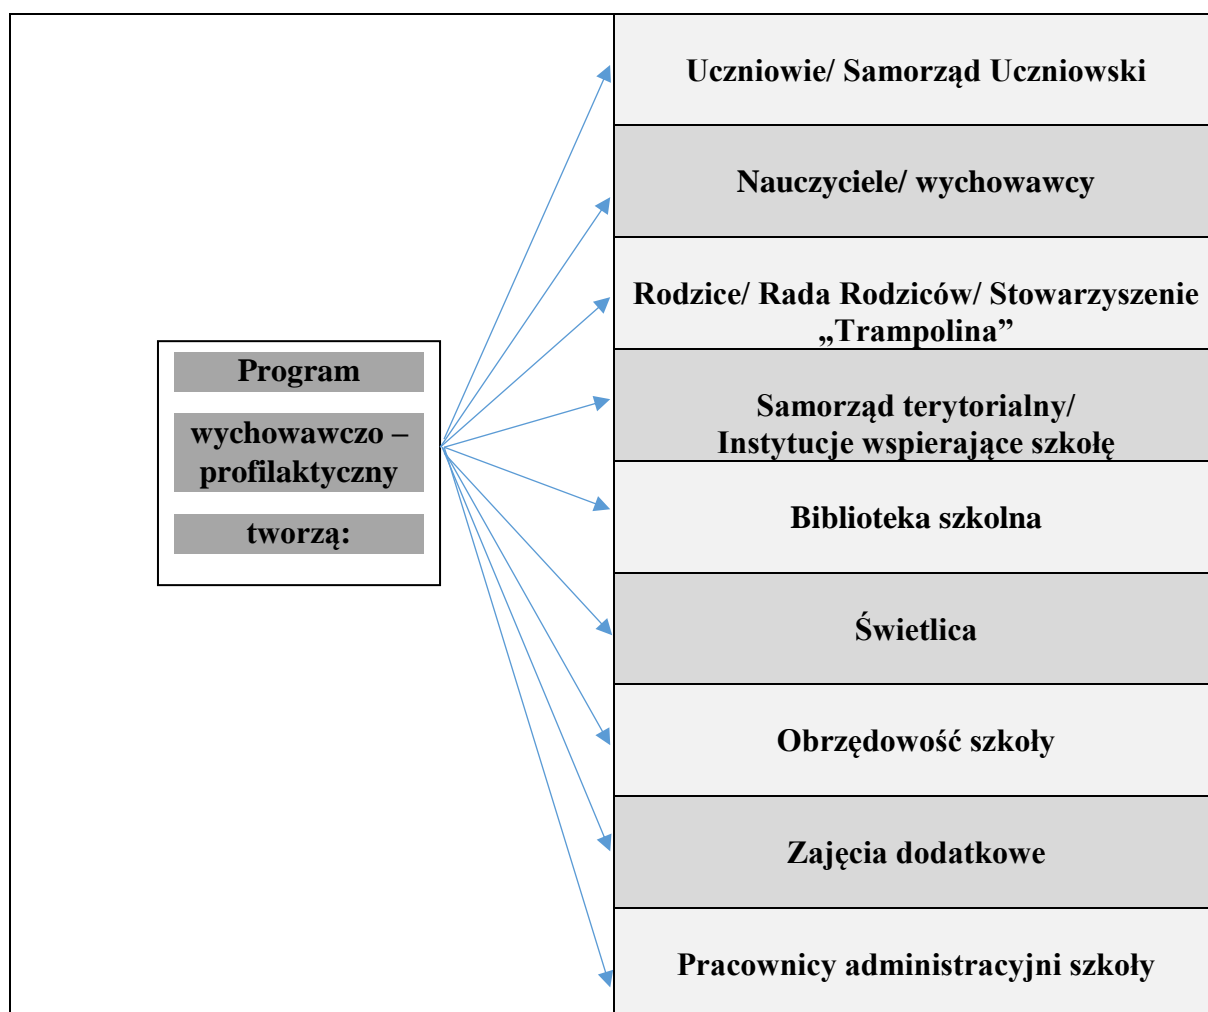 Program
wychowawczo –
profilaktyczny
tworzą:
Uczniowie/ Samorząd Uczniowski
Nauczyciele/ wychowawcy
Rodzice/ Rada Rodziców/ Stowarzyszenie
„Trampolina”
Samorząd terytorialny/
Instytucje wspierające szkołę
Biblioteka szkolna
Świetlica
Obrzędowość szkoły
Zajęcia dodatkowe
Pracownicy administracyjni szkoły